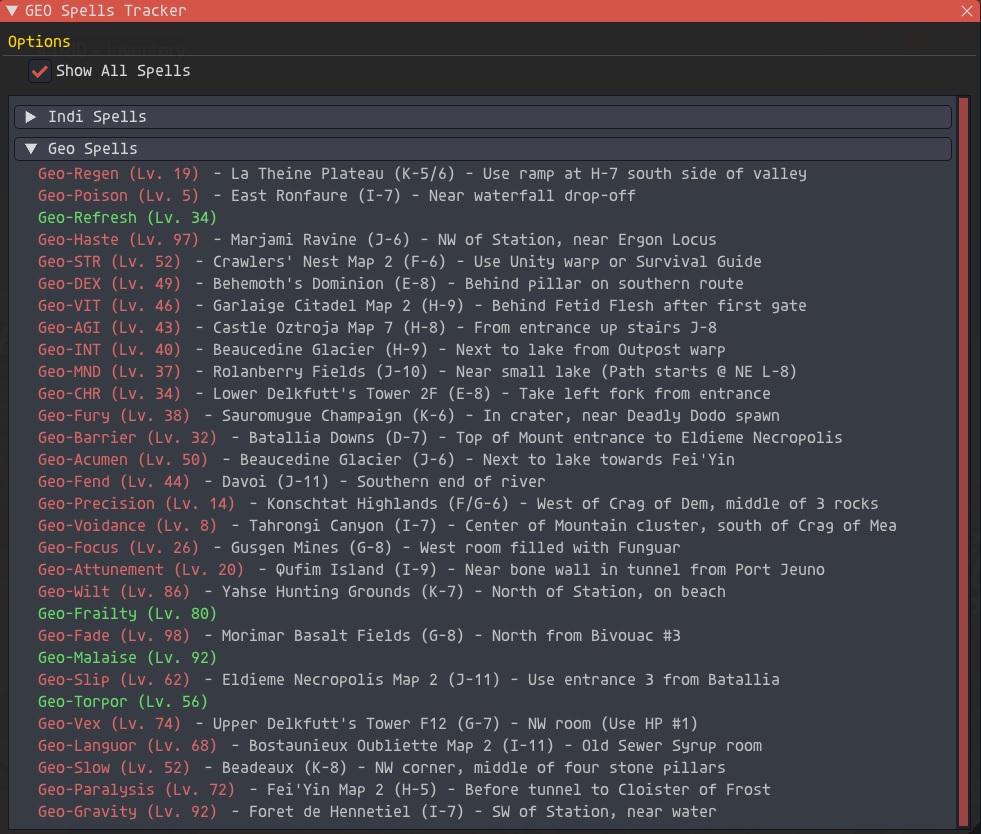 GEO Spells Tracker
Options
Show All Spells
Indi Spells
Geo Spells
Geo-Regen (Lv. 19) - La Theine Plateau (K-5/6) - Use ramp at H-7 south side of valley
Geo-Poison (Lv. 5) - East Ronfaure (I-7) - Near waterfall drop-off
Geo-Refresh (Lv. 34)
Geo-Haste (Lv. 97) - Marjami Ravine (J-6) - NW of Station, near Ergon Locus
Geo-STR (Lv. 52) - Crawlers' Nest Map 2 (F-6) - Use Unity warp or Survival Guide
Geo-DEX (Lv. 49) - Behemoth's Dominion (E-8) - Behind pillar on southern route
Geo-VIT (Lv. 46) - Garlaige Citadel Map 2 (H-9) - Behind Fetid Flesh after first gate
Geo-AGI (Lv. 43) - Castle Oztroja Map 7 (H-8) - From entrance up stairs J-8
Geo-INT (Lv. 40) - Beaucedine Glacier (H-9) - Next to lake from Outpost warp
Geo-MND (Lv. 37) - Rolanberry Fields (J-10) - Near small lake (Path starts @ NE L-8)
Geo-CHR (Lv. 34) - Lower Delkfutt's Tower 2F (E-8) - Take left fork from entrance
Geo-Fury (Lv. 38) - Sauromugue Champaign (K-6) - In crater, near Deadly Dodo spawn
Geo-Barrier (Lv. 32) - Batallia Downs (D-7) - Top of Mount entrance to Eldieme Necropolis
Geo-Acumen (Lv. 50) - Beaucedine Glacier (J-6) - Next to lake towards Fei'Yin
Geo-Fend (Lv. 44) - Davoi (J-11) - Southern end of river
Geo-Precision (Lv. 14) - Konschtat Highlands (F/G-6) - West of Crag of Dem, middle of 3 rocks
Geo-Voidance (Lv. 8) - Tahrongi Canyon (I-7) - Center of Mountain cluster, south of Crag of Mea
Geo-Focus (Lv. 26) - Gusgen Mines (G-8) - West room filled with Funguar
Geo-Attunement (Lv. 20) - Qufim Island (I-9) - Near bone wall in tunnel from Port Jeuno
Geo-Wilt (Lv. 86) - Yahse Hunting Grounds (K-7) - North of Station, on beach
Geo-Frailty (Lv. 80)
Geo-Fade (Lv. 98) - Morimar Basalt Fields (G-8) - North from Bivouac #3
Geo-Malaise (Lv. 92)
Geo-Slip (Lv. 62) - Eldieme Necropolis Map 2 (J-11) - Use entrance 3 from Batallia
Geo-Torpor (Lv. 56)
Geo-Vex (Lv. 74) - Upper Delkfutt's Tower F12 (G-7) - NW room (Use HP #1)
Geo-Languor (Lv. 68) - Bostaunieux Oubliette Map 2 (I-11) - Old Sewer Syrup room
Geo-Slow (Lv. 52) - Beadeaux (K-8) - NW corner, middle of four stone pillars
Geo-Paralysis (Lv. 72) - Fei'Yin Map 2 (H-5) - Before tunnel to Cloister of Frost
Geo-Gravity (Lv. 92) - Foret de Hennetiel (I-7) - SW of Station, near water